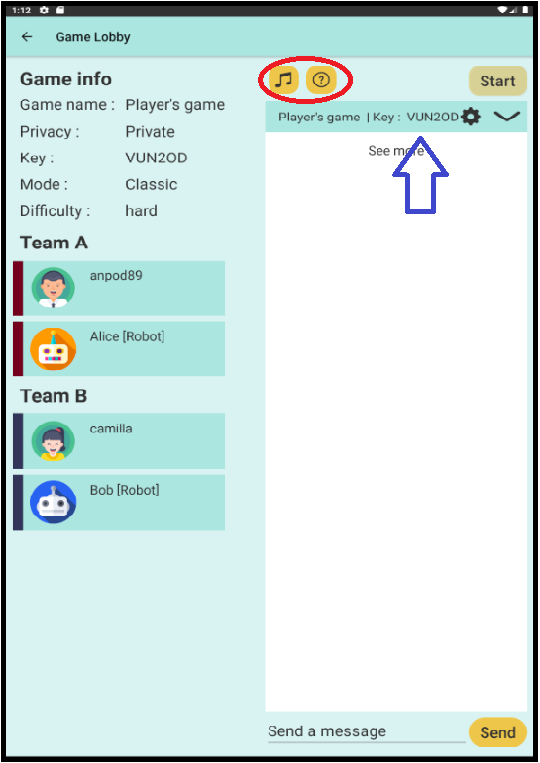 1:12
Game Lobby
Game info
Game name : Player's game
Privacy : Private
Key : VUN2OD
Mode : Classic
Difficulty : hard
Team A
anpod89
Alice [Robot]
Team B
camilla
Bob [Robot]
?
Start
Player's game | Key : VUN2OD
See more
Send a message
Send